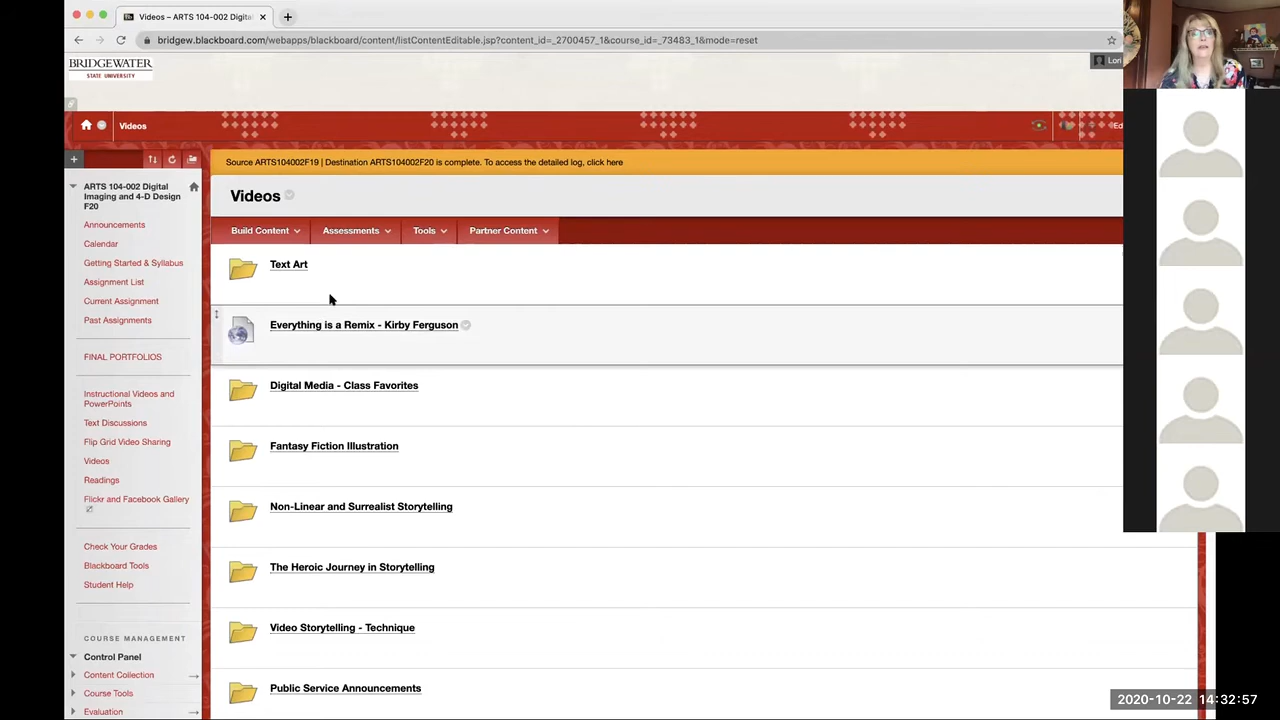 Videos – ARTS 104-002 Digital
bridgew.blackboard.com/webapps/blackboard/content/listContentEditable.jsp?content_id=_2700457_1&course_id=_73483_1&mode=reset
BRIDGEWATER
STATE UNIVERSITY
Lori
Videos
Ed
Source ARTS104002F19 | Destination ARTS104002F20 is complete. To access the detailed log, click here
ARTS 104-002 Digital
Imaging and 4-D Design
F20
Announcements
Calendar
Getting Started & Syllabus
Assignment List
Current Assignment
Past Assignments
FINAL PORTFOLIOS
Instructional Videos and
PowerPoints
Text Discussions
Flip Grid Video Sharing
Videos
Readings
Flickr and Facebook Gallery
Check Your Grades
Blackboard Tools
Student Help
COURSE MANAGEMENT
Control Panel
Content Collection
Course Tools
Evaluation
Videos
Build Content
Assessments
Tools
Partner Content
Text Art
Everything is a Remix - Kirby Ferguson
Digital Media - Class Favorites
Fantasy Fiction Illustration
Non-Linear and Surrealist Storytelling
The Heroic Journey in Storytelling
Video Storytelling - Technique
Public Service Announcements
2020-10-22 14:32:57